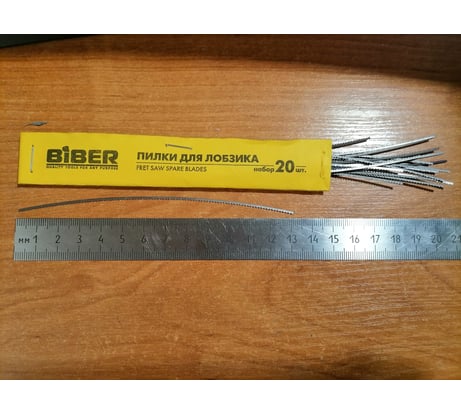 BiBER
QUALITY TOOLS FOR ANY PURPOSE
ПИЛКИ ДЛЯ ЛОБЗИКА
FRET SAW SPARE BLADES
набор 20 шт.
мм 1 2 3 4 5 6 7 8 9 10 11 12 13 14 15 16 17 18 19 20 21